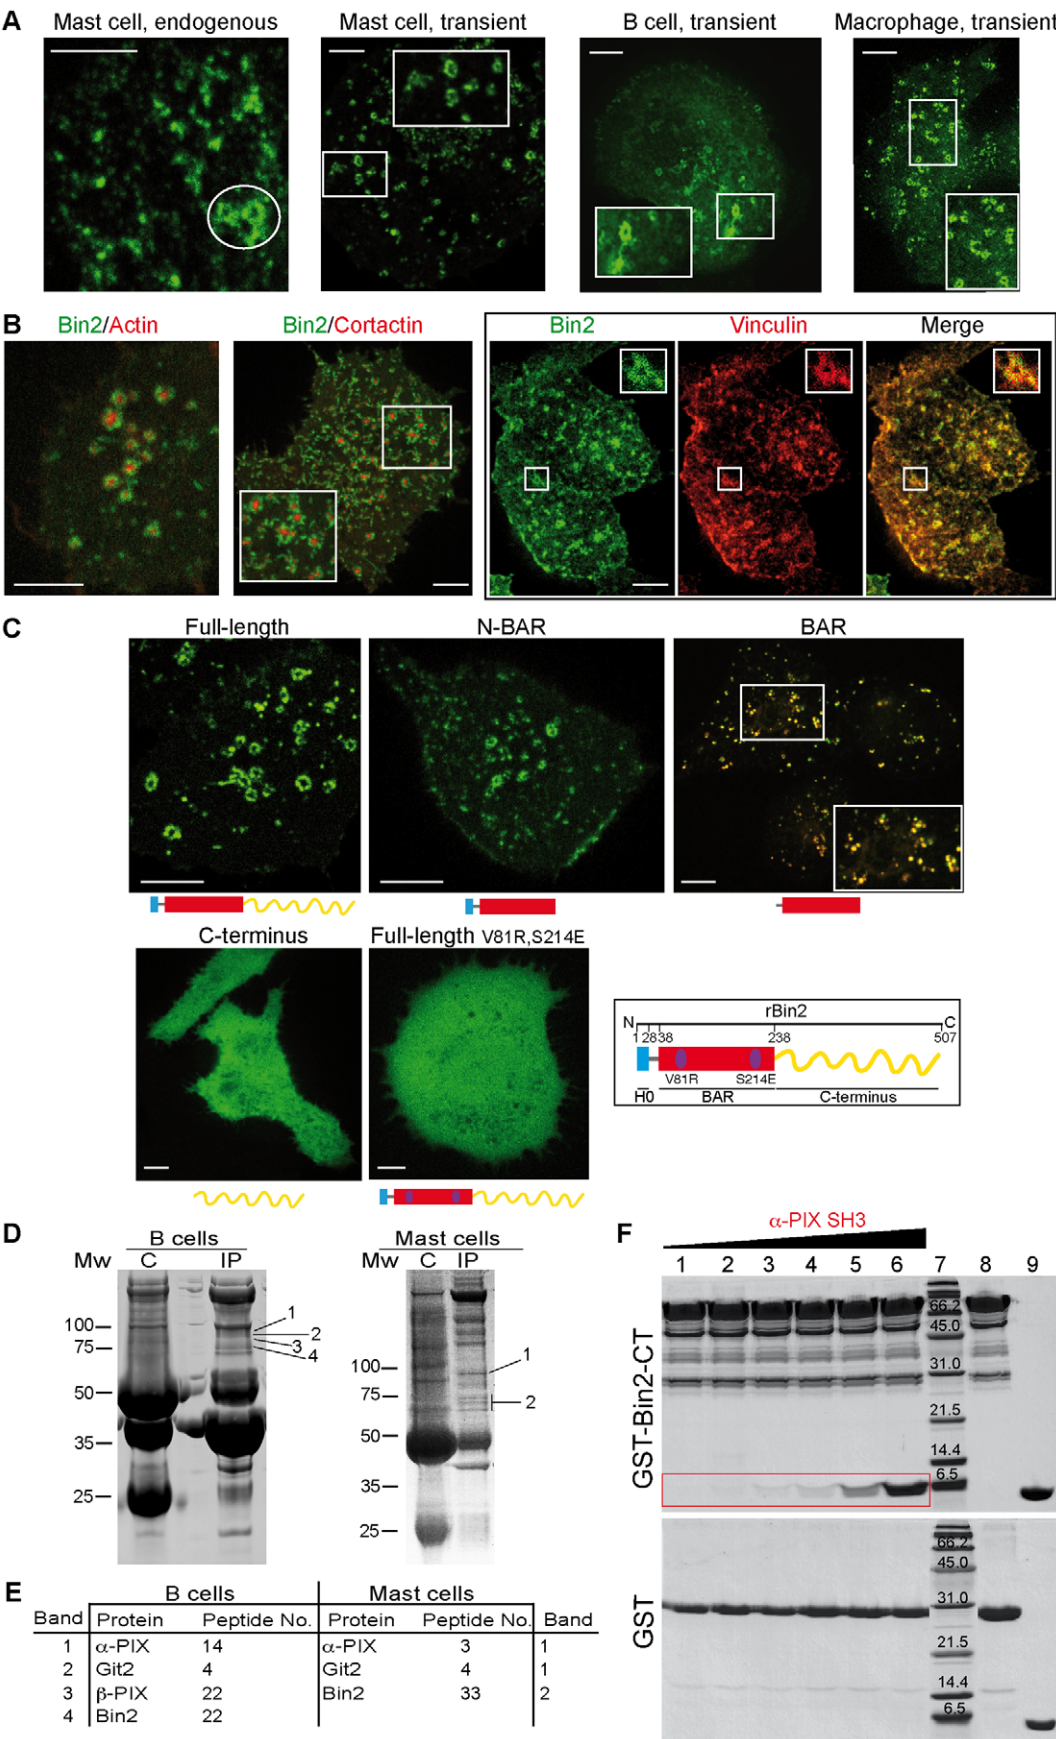 A
Mast cell, endogenous
Mast cell, transient
B cell, transient
Macrophage, transient
B
Bin2/Actin
Bin2/Cortactin
Bin2
Vinculin
Merge
C
Full-length
N-BAR
BAR
C-terminus
Full-length V81R,S214E
rBin2
N
C
1 28 38 238 507
V81R S214E
H0 BAR C-terminus
D
B cells
Mw C IP
100
75
50
35
25
1
2
3
4
Mast cells
Mw C IP
100
75
50
35
25
1
2
E
B cells Mast cells
Band Protein Peptide No. Protein Peptide No. Band
1 α-PIX 14 α-PIX 3 1
2 Git2 4 Git2 4 1
3 β-PIX 22 Bin2 33 2
4 Bin2 22
F
α-PIX SH3
1 2 3 4 5 6 7 8 9
GST-Bin2-CT
66.2
45.0
31.0
21.5
14.4
6.5
GST
66.2
45.0
31.0
21.5
14.4
6.5